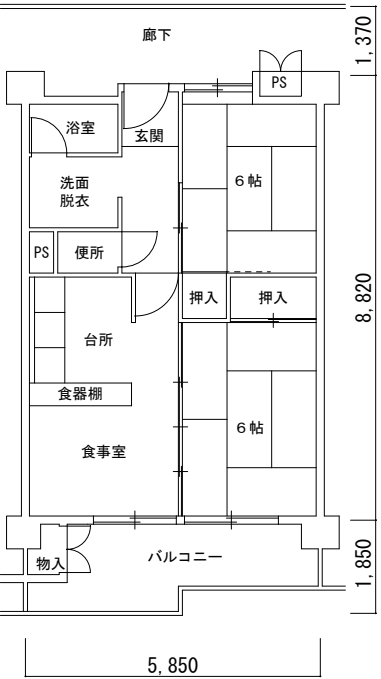 廊下
1,370
PS
浴室
玄関
洗面
脱衣
6帖
PS
便所
押入
押入
8,820
台所
食器棚
6帖
食事室
物入
バルコニー
1,850
5,850